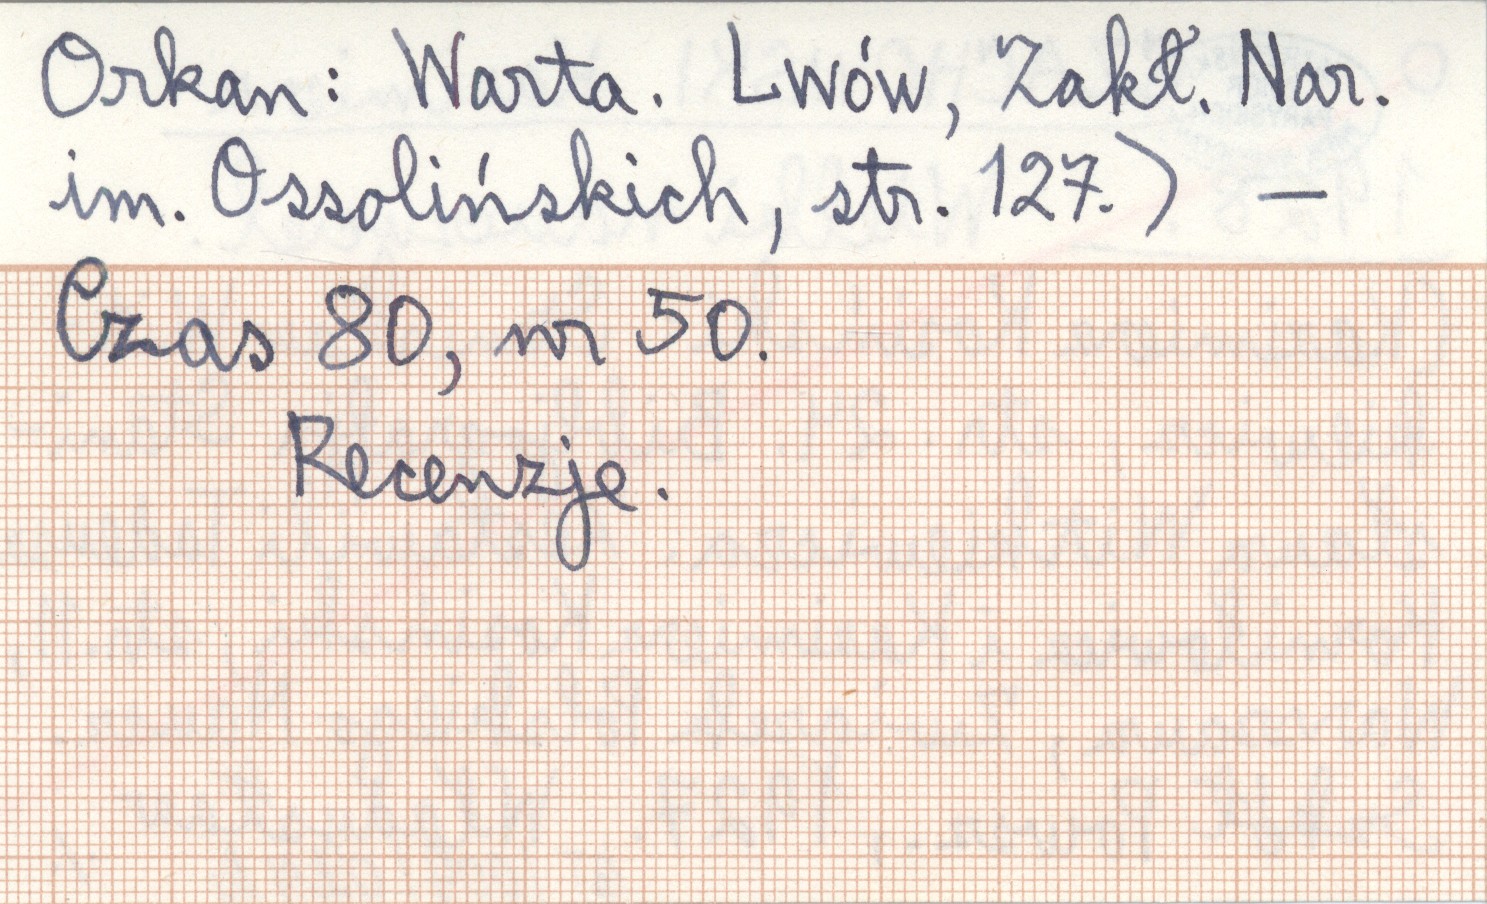 Orkan: Warta. Lwów, Zakł. Nar.
im. Ossolińskich, str. 127.) —
Czas 80, nr 50.
Recenzje.